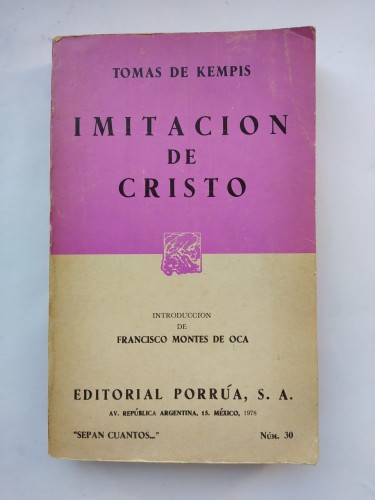 TOMAS DE KEMPIS
IMITACION
DE
CRISTO
INTRODUCCION
DE
FRANCISCO MONTES DE OCA
EDITORIAL PORRÚA, S. A.
AV. REPÚBLICA ARGENTINA, 15. MÉXICO, 1978
"SEPAN CUANTOS..." NÚM. 30